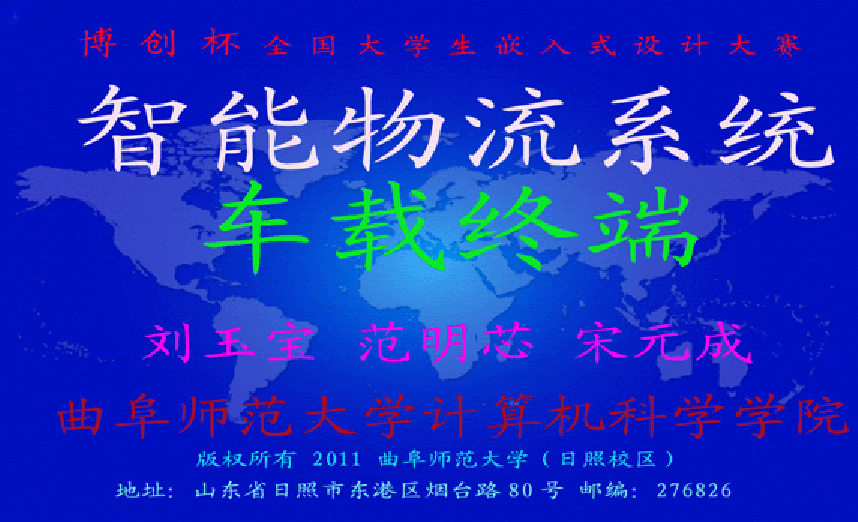 博创杯全国大学生嵌入式设计大赛
智能物流系统
车载终端
刘玉宝 范明芯 宋元成
曲阜师范大学计算机科学学院
版权所有 2011 曲阜师范大学（日照校区）
地址：山东省日照市东港区烟台路80号 邮编：276826